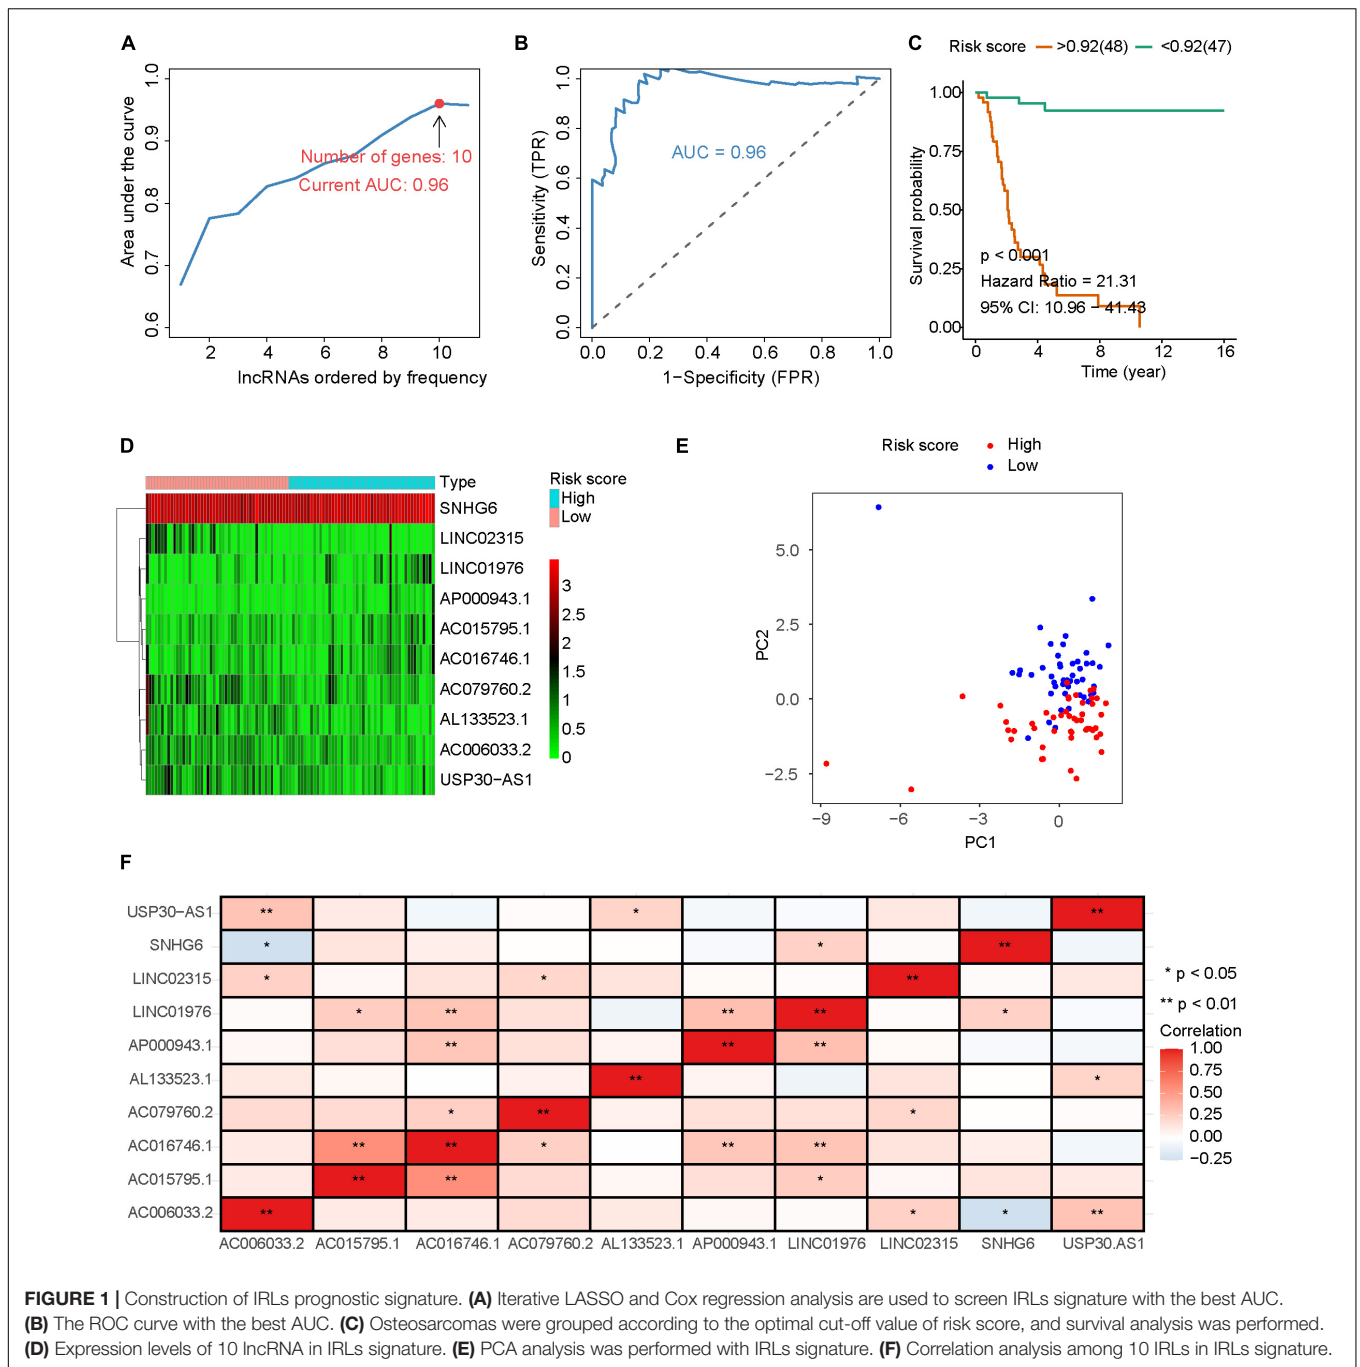 A
1.0
0.9
0.8
0.7
0.6
Area under the curve
Number of genes: 10
Current AUC: 0.96
2 4 6 8 10
lncRNAs ordered by frequency
B
1.0
0.8
0.6
0.4
0.2
0.0
Sensitivity (TPR)
AUC = 0.96
0.0 0.2 0.4 0.6 0.8 1.0
1−Specificity (FPR)
C
Risk score >0.92(48) <0.92(47)
1.00
0.75
0.50
0.25
0.00
Survival probability
p < 0.001
Hazard Ratio = 21.31
95% CI: 10.96 − 41.43
0 4 8 12 16
Time (year)
D
Type
SNHG6
LINC02315
LINC01976
AP000943.1
AC015795.1
AC016746.1
AC079760.2
AL133523.1
AC006033.2
USP30−AS1
Risk score
High
Low
3
2.5
2
1.5
1
0.5
0
E
Risk score High
Low
5.0
2.5
0.0
−2.5
PC2
−9 −6 −3 0
PC1
F
USP30−AS1 ** * **
SNHG6 * * **
LINC02315 * * **
LINC01976 * ** ** ** *
AP000943.1 ** ** **
AL133523.1 ** *
AC079760.2 * ** *
AC016746.1 ** ** * ** **
AC015795.1 ** ** *
AC006033.2 ** * * **
AC006033.2 AC015795.1 AC016746.1 AC079760.2 AL133523.1 AP000943.1 LINC01976 LINC02315 SNHG6 USP30.AS1
* p < 0.05
** p < 0.01
Correlation
1.00
0.75
0.50
0.25
0.00
−0.25
FIGURE 1 | Construction of IRLs prognostic signature. (A) Iterative LASSO and Cox regression analysis are used to screen IRLs signature with the best AUC.
(B) The ROC curve with the best AUC. (C) Osteosarcomas were grouped according to the optimal cut-off value of risk score, and survival analysis was performed.
(D) Expression levels of 10 lncRNA in IRLs signature. (E) PCA analysis was performed with IRLs signature. (F) Correlation analysis among 10 IRLs in IRLs signature.